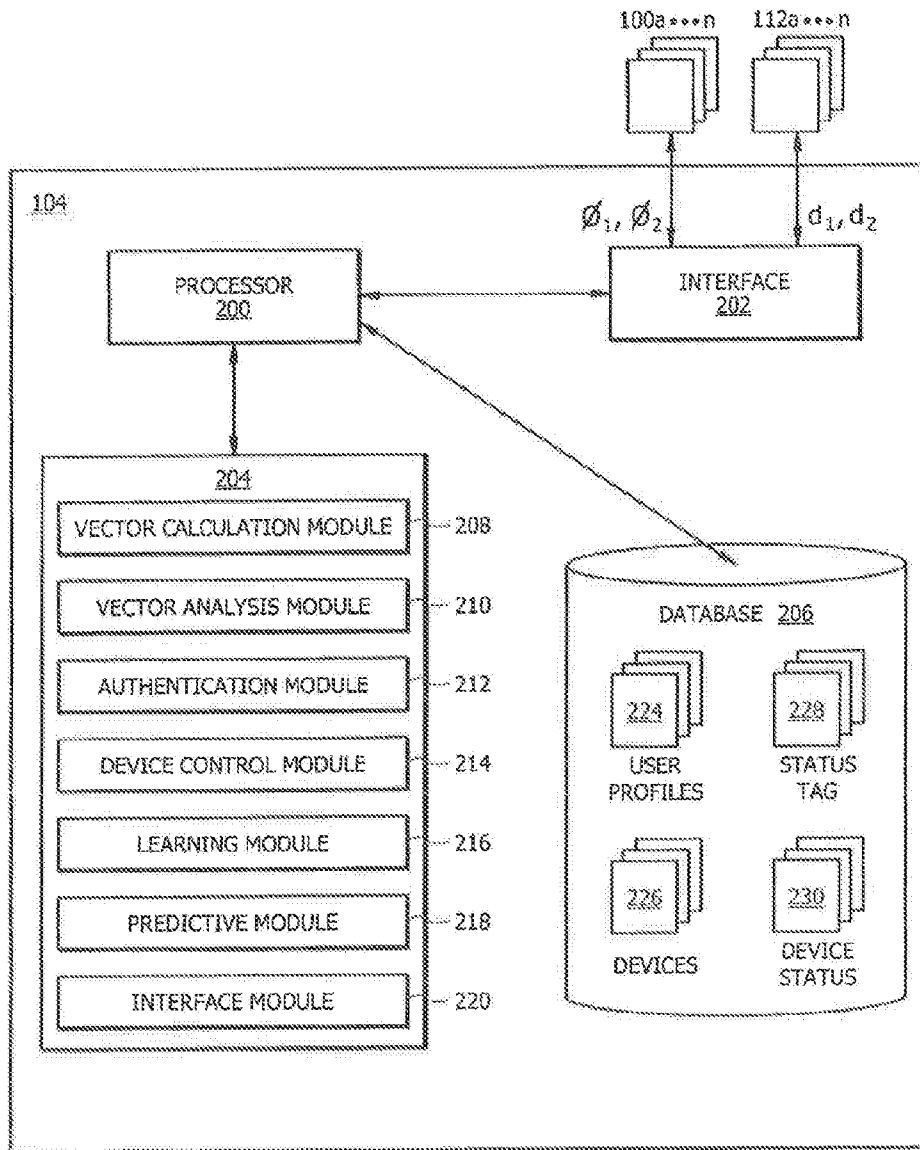 100a•••n 112a•••n
104
Ø₁, Ø₂ d₁, d₂
PROCESSOR
200
INTERFACE
202
204
VECTOR CALCULATION MODULE 208
VECTOR ANALYSIS MODULE 210
AUTHENTICATION MODULE 212
DEVICE CONTROL MODULE 214
LEARNING MODULE 216
PREDICTIVE MODULE 218
INTERFACE MODULE 220
DATABASE 206
224
USER
PROFILES
228
STATUS
TAG
226
DEVICES
230
DEVICE
STATUS